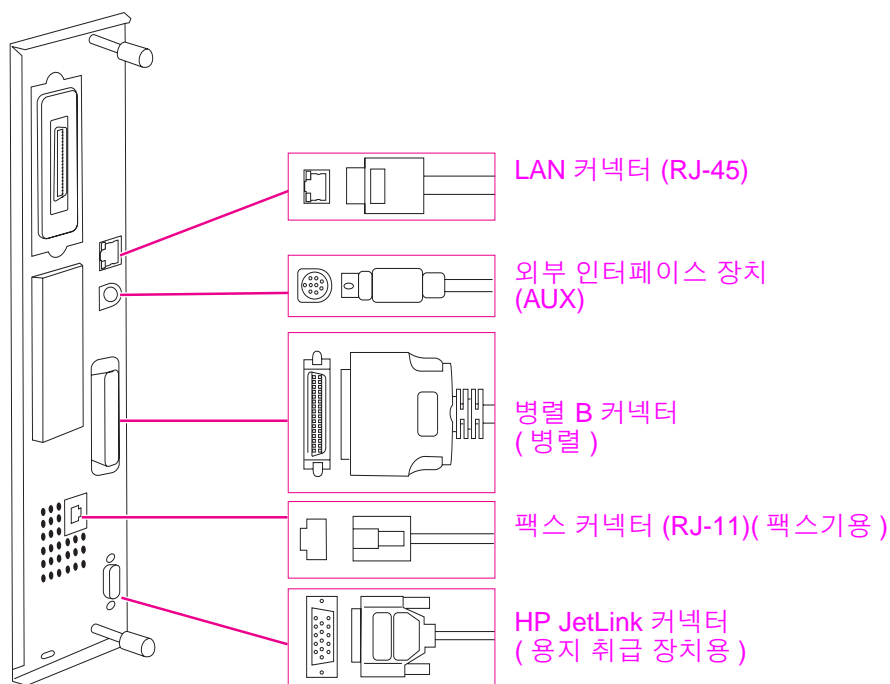 LAN 커넥터 (RJ-45)
외부 인터페이스 장치
(AUX)
병렬 B 커넥터
( 병렬 )
팩스 커넥터 (RJ-11)( 팩스기용 )
HP JetLink 커넥터
( 용지 취급 장치용 )